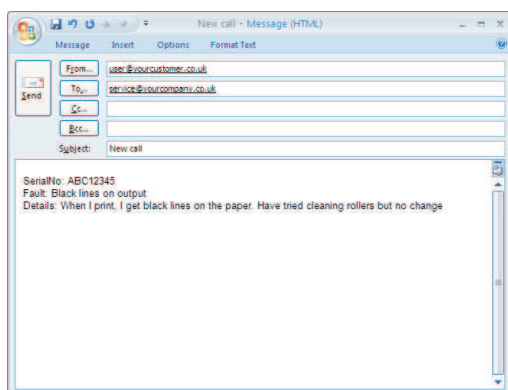 New call - Message (HTML)
Message Insert Options Format Text
From... user@yourcustomer.co.uk
Send To... service@yourcompany.co.uk
Cc...
Bcc...
Subject: New call
SerialNo: ABC12345
Fault: Black lines on output
Details: When I print, I get black lines on the paper. Have tried cleaning rollers but no change